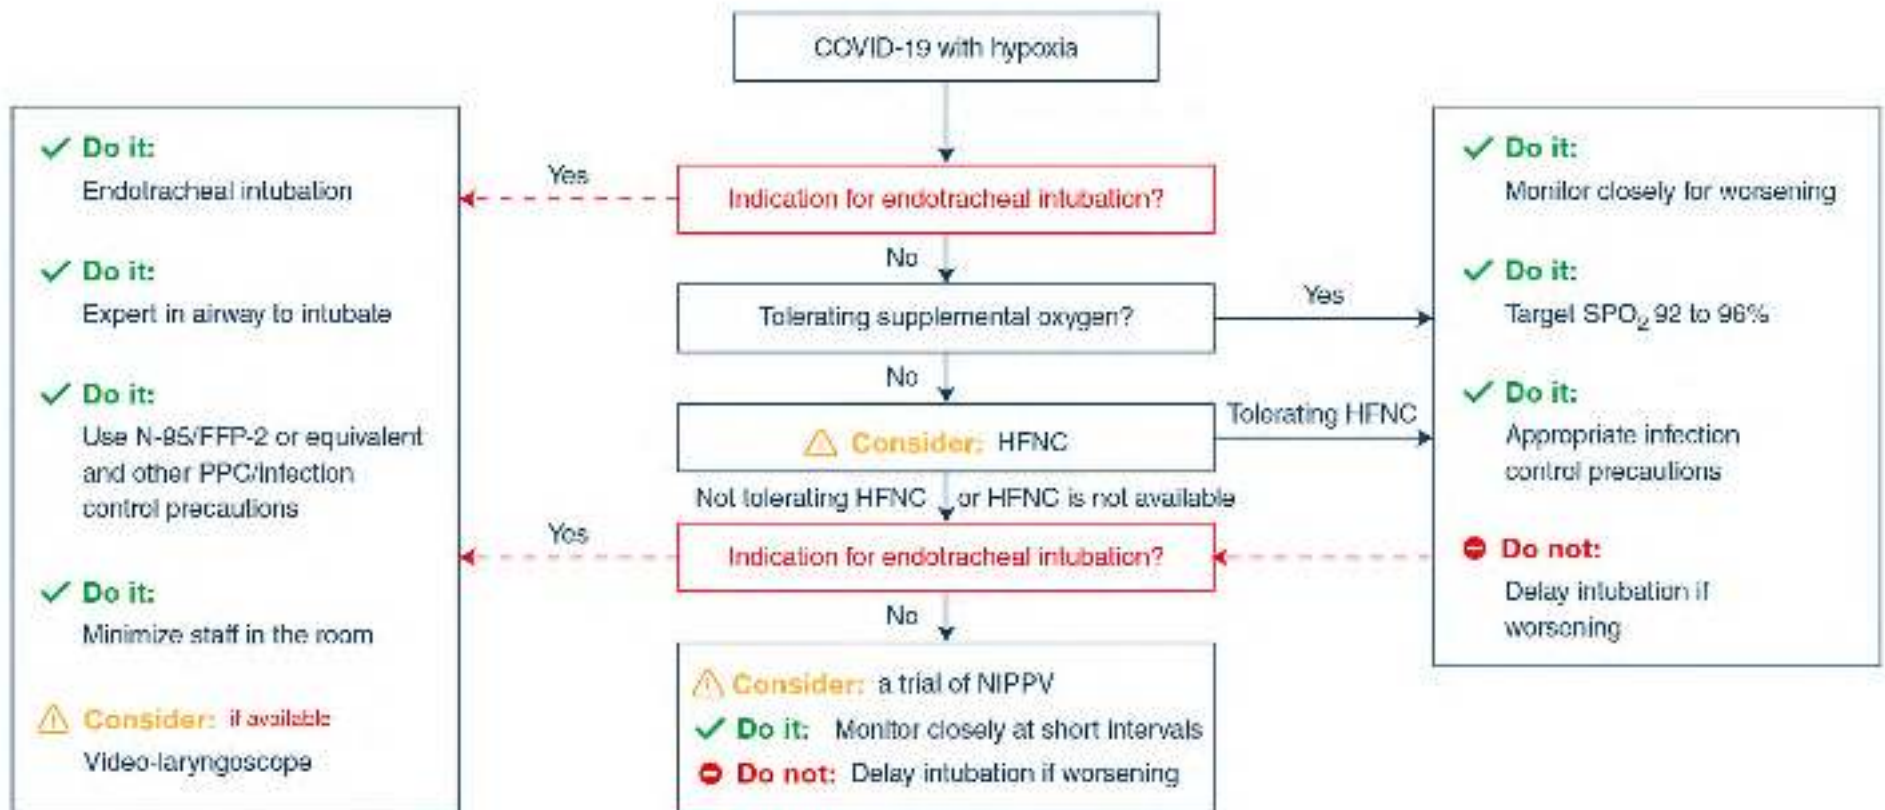 COVID-19 with hypoxia
Do it:
Endotracheal intubation
Do it:
Expert in airway to intubate
Do it:
Use N-95/FFP-2 or equivalent
and other PPC/infection
control precautions
Do it:
Minimize staff in the room
Consider: if available
Video-laryngoscope
Yes
Indication for endotracheal intubation?
No
Tolerating supplemental oxygen?
Yes
No
Consider: HFNC
Tolerating HFNC
Not tolerating HFNC or HFNC is not available
Yes
Indication for endotracheal intubation?
No
Consider: a trial of NIPPV
Do it: Monitor closely at short intervals
Do not: Delay intubation if worsening
Do it:
Monitor closely for worsening
Do it:
Target SPO2 92 to 96%
Do it:
Appropriate infection
control precautions
Do not:
Delay intubation if
worsening